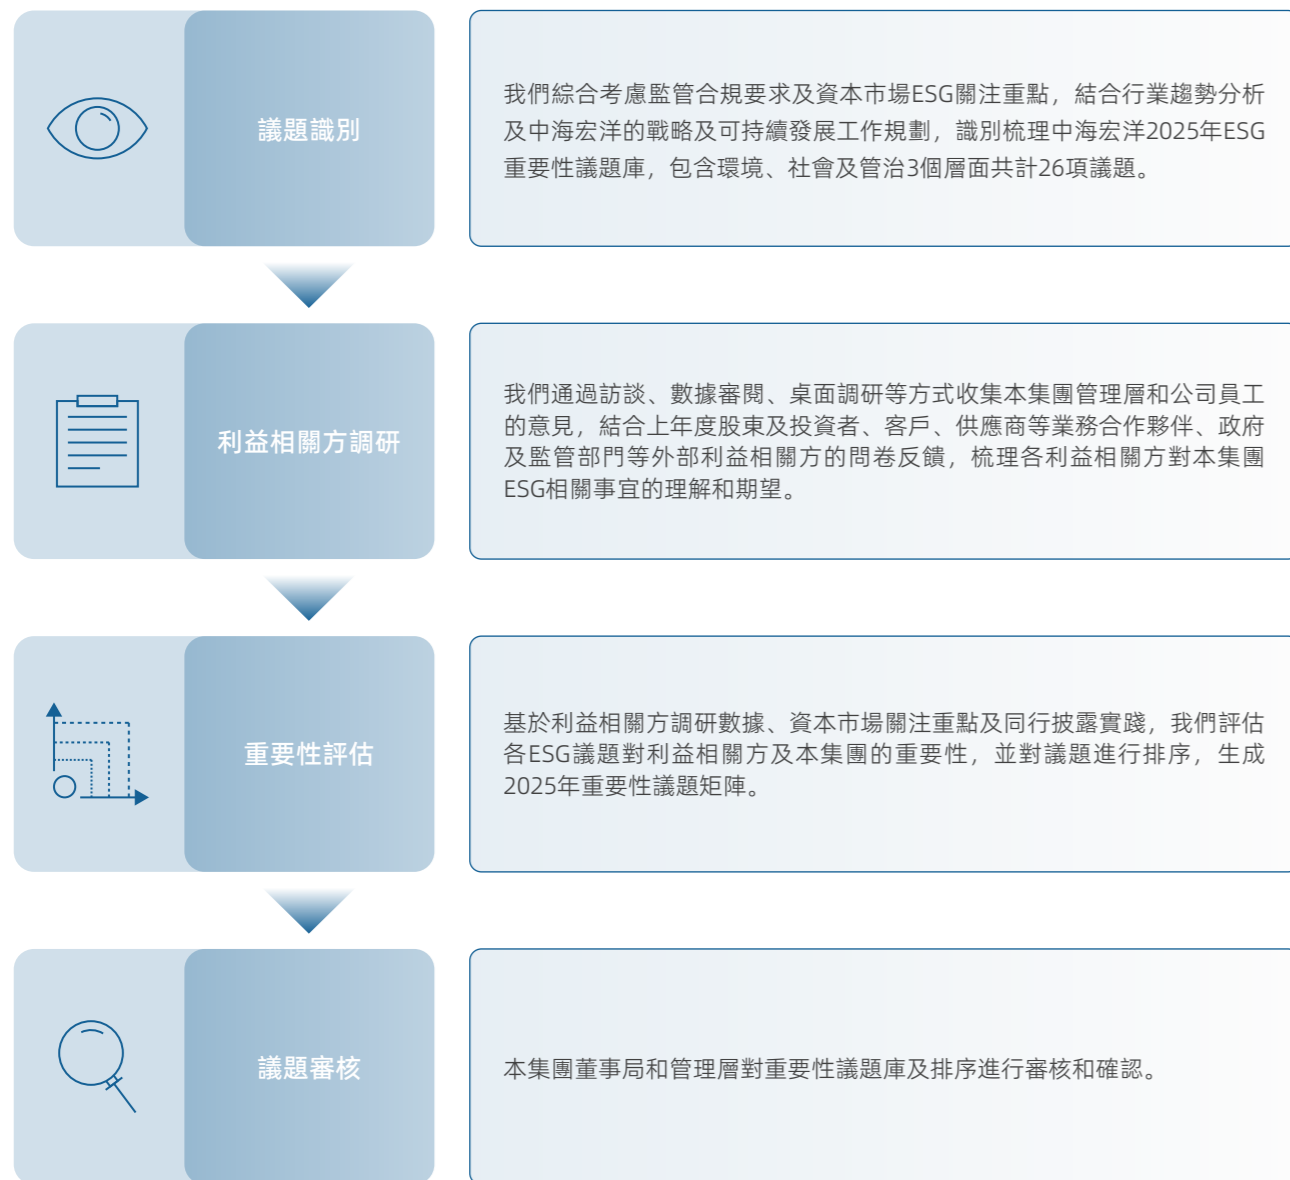 議題識別
我們綜合考慮監管合規要求及資本市場ESG關注重點，結合行業趨勢分析
及中海宏洋的戰略及可持續發展工作規劃，識別梳理中海宏洋2025年ESG
重要性議題庫，包含環境、社會及管治3個層面共計26項議題。
利益相關方調研
我們通過訪談、數據審閱、桌面調研等方式收集本集團管理層和公司員工
的意見，結合上年度股東及投資者、客戶、供應商等業務合作夥伴、政府
及監管部門等外部利益相關方的問卷反饋，梳理各利益相關方對本集團
ESG相關事宜的理解和期望。
重要性評估
基於利益相關方調研數據、資本市場關注重點及同行披露實踐，我們評估
各ESG議題對利益相關方及本集團的重要性，並對議題進行排序，生成
2025年重要性議題矩陣。
議題審核
本集團董事局和管理層對重要性議題庫及排序進行審核和確認。